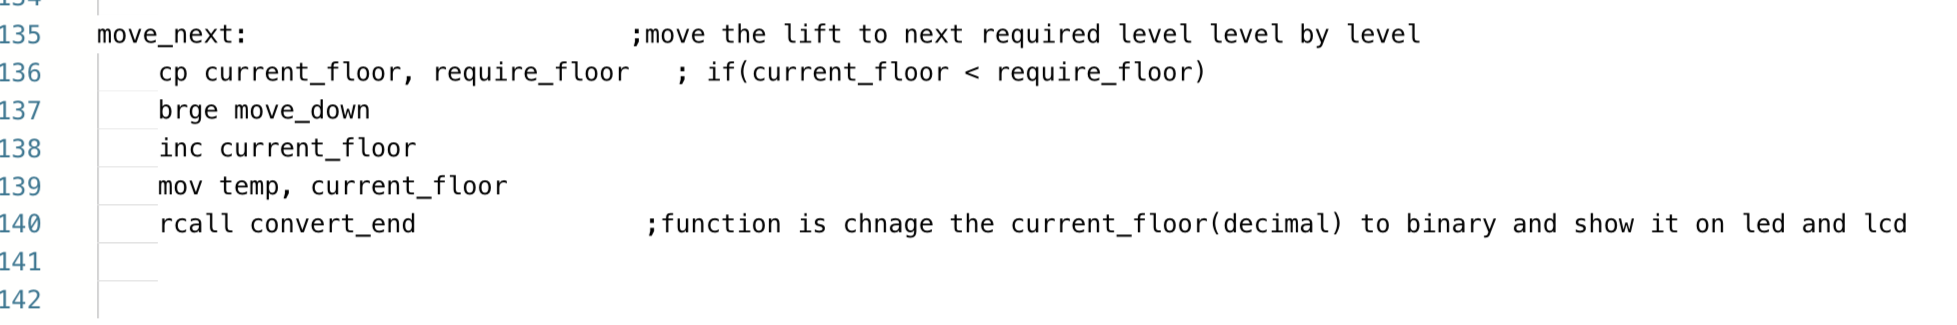 135 move_next: ;move the lift to next required level level by level
136 cp current_floor, require_floor ; if(current_floor < require_floor)
137 brge move_down
138 inc current_floor
139 mov temp, current_floor
140 rcall convert_end ;function is chnage the current_floor(decimal) to binary and show it on led and lcd
141
142